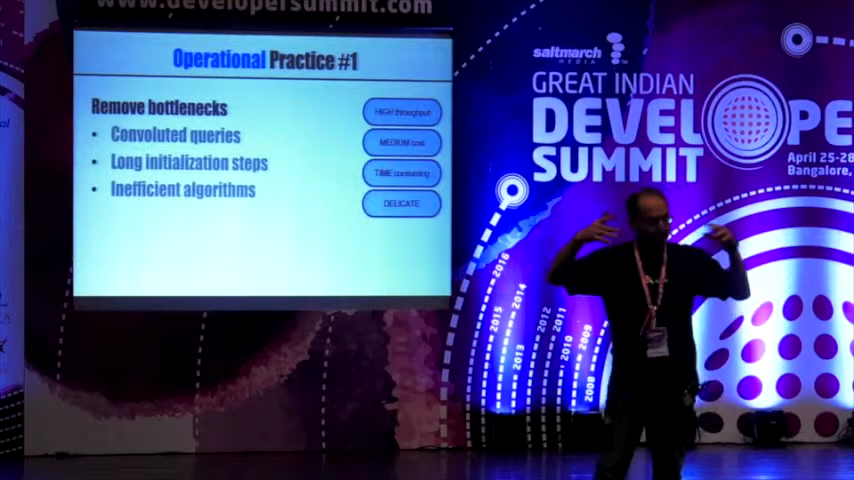 www.developersummit.com
Operational Practice #1
Remove bottlenecks
• Convoluted queries
• Long initialization steps
• Inefficient algorithms
HIGH throughput
MEDIUM cost
TIME consuming
DELICATE
saltmarch
MEDIA
GREAT INDIAN
DEVELOPE
SUMMIT
April 25-28
Bangalore,
2016
2015
2014
2013
2012
2011
2010
2009
2008